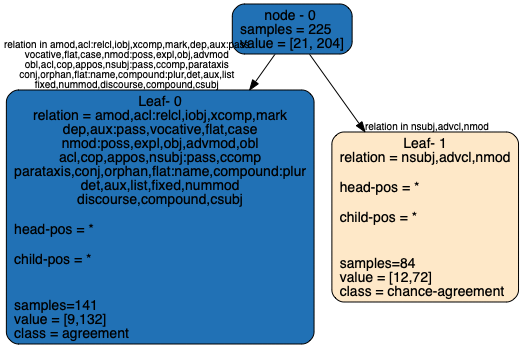 node - 0
samples = 225
value = [21, 204]
relation in amod,acl:relcl,iobj,xcomp,mark,dep,aux:pass
vocative,flat,case,nmod:poss,expl,obj,advmod
obl,acl,cop,appos,nsubj:pass,ccomp,parataxis
conj,orphan,flat:name,compound:plur,det,aux,list
fixed,nummod,discourse,compound,csubj
relation in nsubj,advcl,nmod
Leaf- 0
relation = amod,acl:relcl,iobj,xcomp,mark
dep,aux:pass,vocative,flat,case
nmod:poss,expl,obj,advmod,obl
acl,cop,appos,nsubj:pass,ccomp
parataxis,conj,orphan,flat:name,compound:plur
det,aux,list,fixed,nummod
discourse,compound,csubj
head-pos = *
child-pos = *
samples=141
value = [9,132]
class = agreement
Leaf- 1
relation = nsubj,advcl,nmod
head-pos = *
child-pos = *
samples=84
value = [12,72]
class = chance-agreement